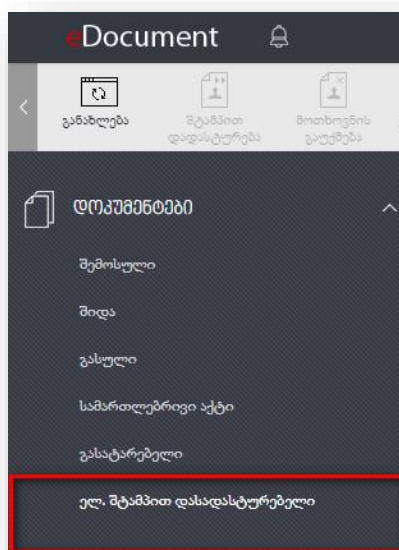 eDocument
განახლება
შტამპით
დადასტურება
მოთხოვნის
გაუქმება
დოკუმენტები
შემოსული
შიდა
გასული
სამართლებრივი აქტი
გასატარებელი
ელ. შტამპით დასადასტურებელი